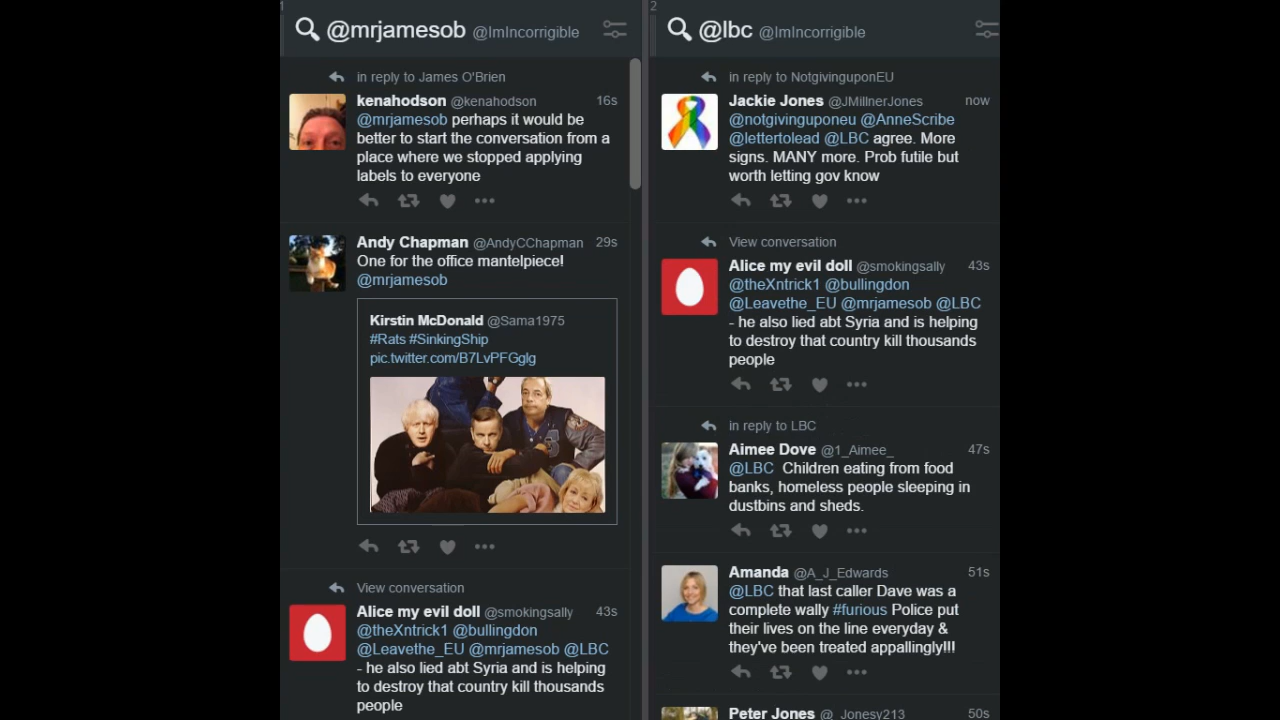 1
@mrjamesob @ImIncorrigible
in reply to James O'Brien
kenahodson @kenahodson 16s
@mrjamesob perhaps it would be
better to start the conversation from a
place where we stopped applying
labels to everyone
Andy Chapman @AndyCChapman 29s
One for the office mantelpiece!
@mrjamesob
Kirstin McDonald @Sama1975
#Rats #SinkingShip
pic.twitter.com/B7LvPFGglg
View conversation
Alice my evil doll @smokingsally 43s
@theXntrick1 @bullingdon
@Leavethe_EU @mrjamesob @LBC
- he also lied abt Syria and is helping
to destroy that country kill thousands
people
2
@lbc @ImIncorrigible
in reply to NotgivinguponEU
Jackie Jones @JMillnerJones now
@notgivinguponeu @AnneScribe
@lettertolead @LBC agree. More
signs. MANY more. Prob futile but
worth letting gov know
View conversation
Alice my evil doll @smokingsally 43s
@theXntrick1 @bullingdon
@Leavethe_EU @mrjamesob @LBC
- he also lied abt Syria and is helping
to destroy that country kill thousands
people
in reply to LBC
Aimee Dove @1_Aimee_ 47s
@LBC Children eating from food
banks, homeless people sleeping in
dustbins and sheds.
Amanda @A_J_Edwards 51s
@LBC that last caller Dave was a
complete wally #furious Police put
their lives on the line everyday &
they've been treated appallingly!!!
Peter Jones @_Jonesy213 50s